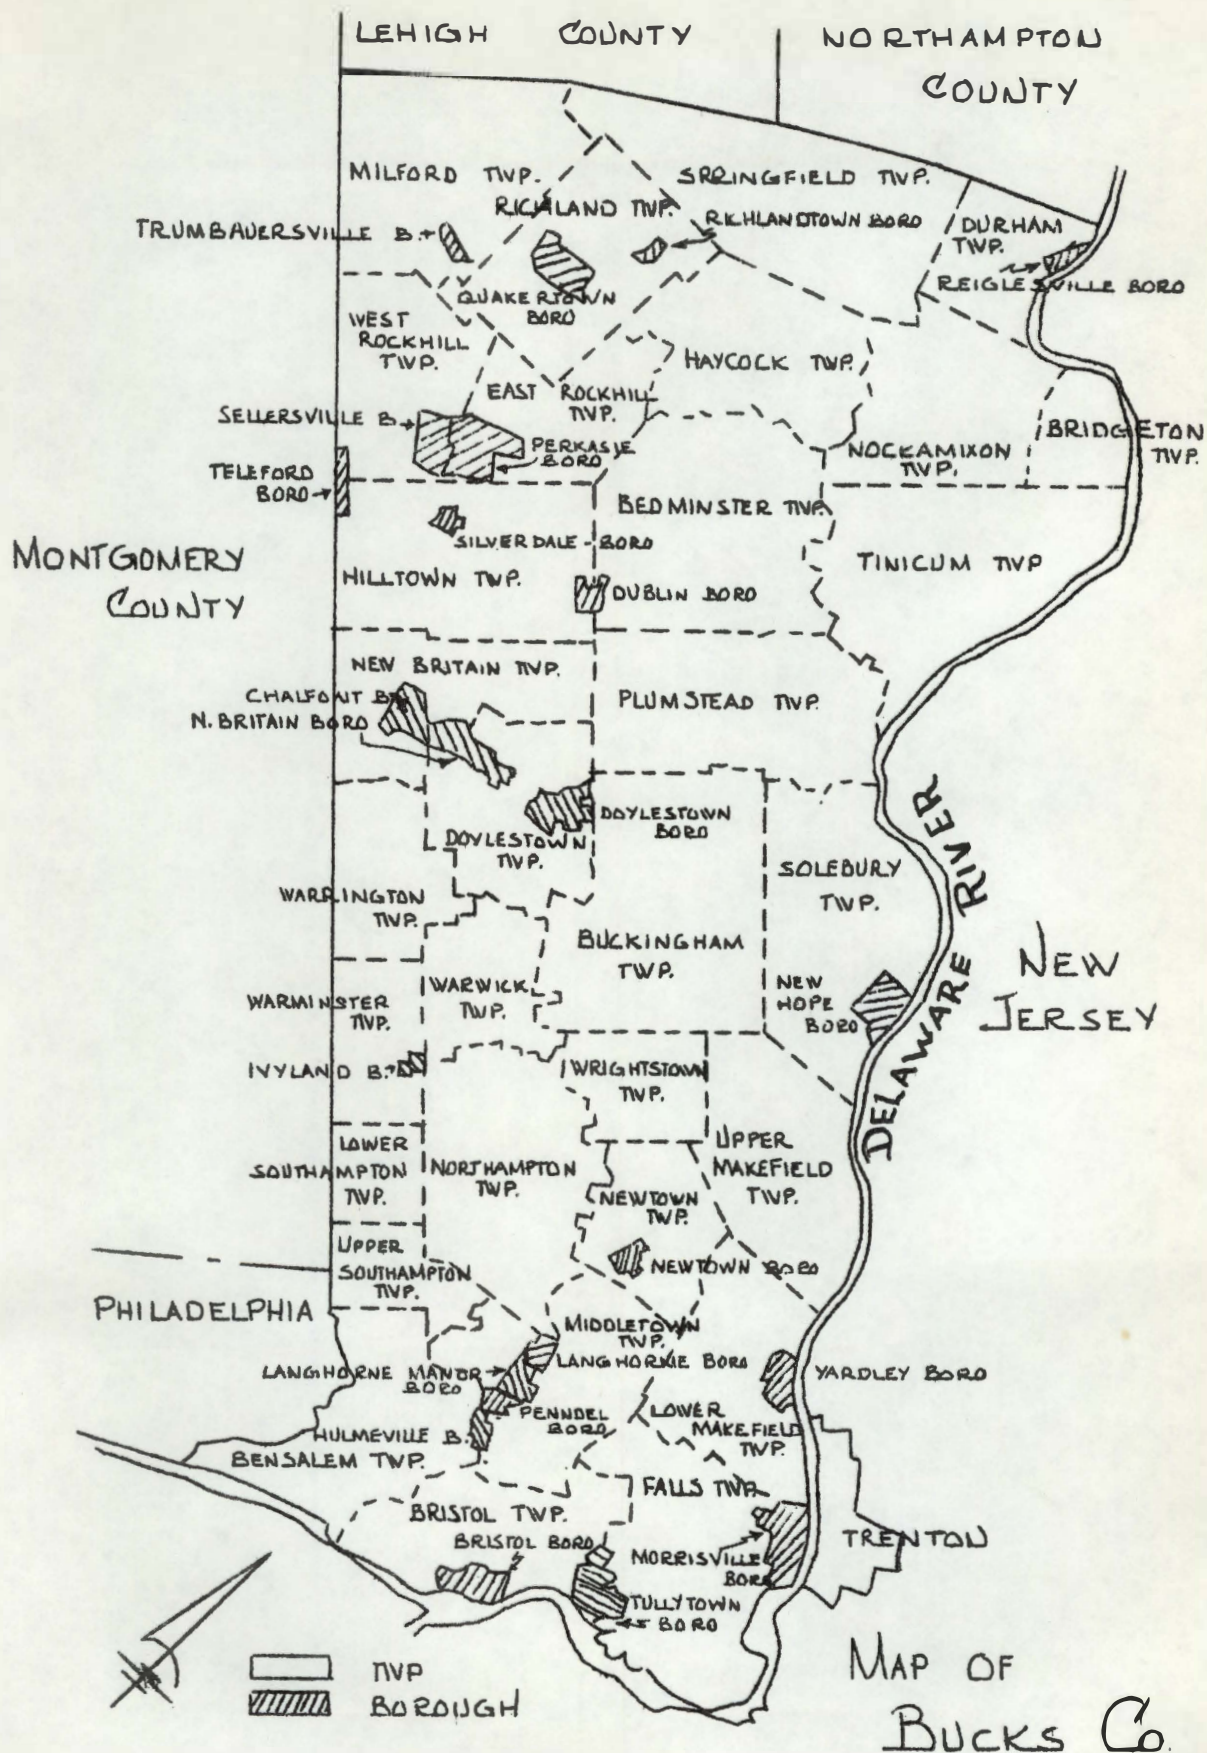 LEHIGH COUNTY
NORTHAMPTON
COUNTY
MILFORD TWP.
SPRINGFIELD TWP.
RICHLAND TWP.
TRUMBAUERSVILLE B.
RICHLANDTOWN BORO
DURHAM
TWP.
REIGLESVILLE BORO
QUAKERTOWN
BORO
WEST
ROCKHILL
TWP.
HAYCOCK TWP.
EAST ROCKHILL
TWP.
SELLERSVILLE B.
PERKASIE
BORO
NOCKAMIXON
TWP.
BRIDGETON
TWP.
TELEFORD
BORO
BEDMINSTER TWP.
SILVERDALE-BORO
TINICUM TWP
MONTGOMERY
COUNTY
HILLTOWN TWP.
DUBLIN BORO
NEW BRITAIN TWP.
CHALFONT B.
N. BRITAIN BORO
PLUMSTEAD TWP.
DOYLESTOWN
BORO
DOYLESTOWN
TWP.
SOLEBURY
TWP.
WARRINGTON
TWP.
BUCKINGHAM
TWP.
DELAWARE RIVER
NEW
JERSEY
WARMINSTER
TWP.
WARWICK
TWP.
NEW
HOPE
BORO
IVYLAND B.
WRIGHTSTOWN
TWP.
LOWER
SOUTHAMPTON
TWP.
NORTHAMPTON
TWP.
UPPER
MAKEFIELD
TWP.
NEWTOWN
TWP.
UPPER
SOUTHAMPTON
TWP.
NEWTOWN BORO
PHILADELPHIA
MIDDLETOWN
TWP.
LANGHORNE MANOR
BORO
LANGHORNE BORO
YARDLEY BORO
PENNDEL
BORO
LOWER
MAKEFIELD
TWP.
HULMEVILLE B.
BENSALEM TWP.
FALLS TWP.
BRISTOL TWP.
BRISTOL BORO
MORRISVILLE
BORO
TRENTON
TULLYTOWN
BORO
TWP
BOROUGH
MAP OF
BUCKS CO.